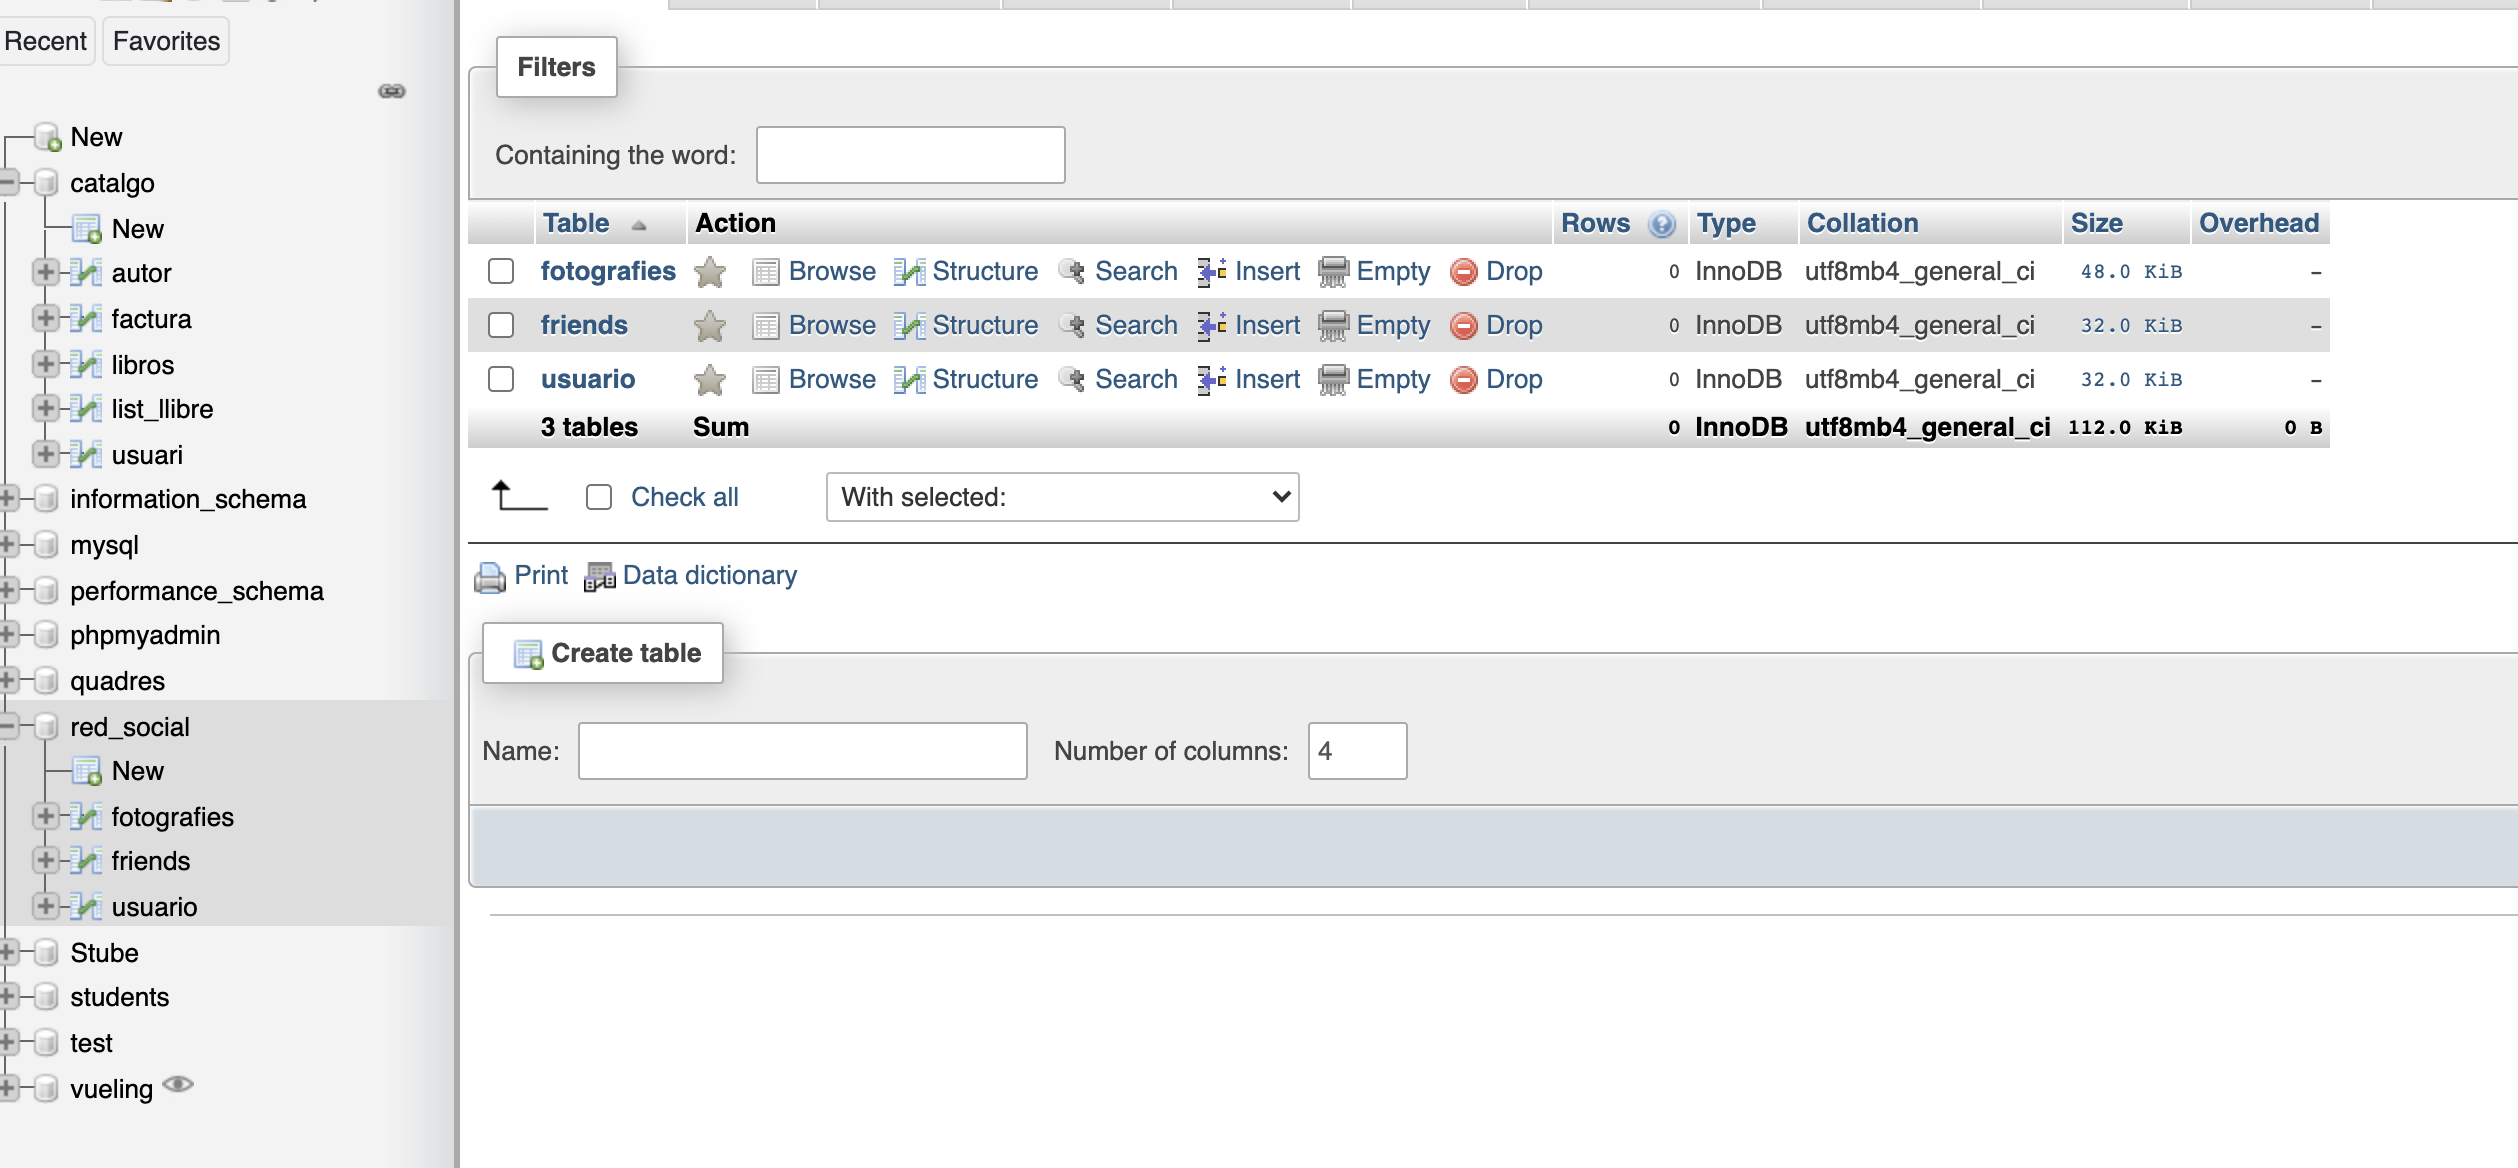 Recent Favorites
New
catalgo
New
autor
factura
libros
list_llibre
usuari
information_schema
mysql
performance_schema
phpmyadmin
quadres
red_social
New
fotografies
friends
usuario
Stube
students
test
vueling
Filters
Containing the word:
Table Action Rows Type Collation Size Overhead
fotografies Browse Structure Search Insert Empty Drop 0 InnoDB utf8mb4_general_ci 48.0 KiB -
friends Browse Structure Search Insert Empty Drop 0 InnoDB utf8mb4_general_ci 32.0 KiB -
usuario Browse Structure Search Insert Empty Drop 0 InnoDB utf8mb4_general_ci 32.0 KiB -
3 tables Sum 0 InnoDB utf8mb4_general_ci 112.0 KiB 0 B
Check all With selected:
Print Data dictionary
Create table
Name: Number of columns: 4